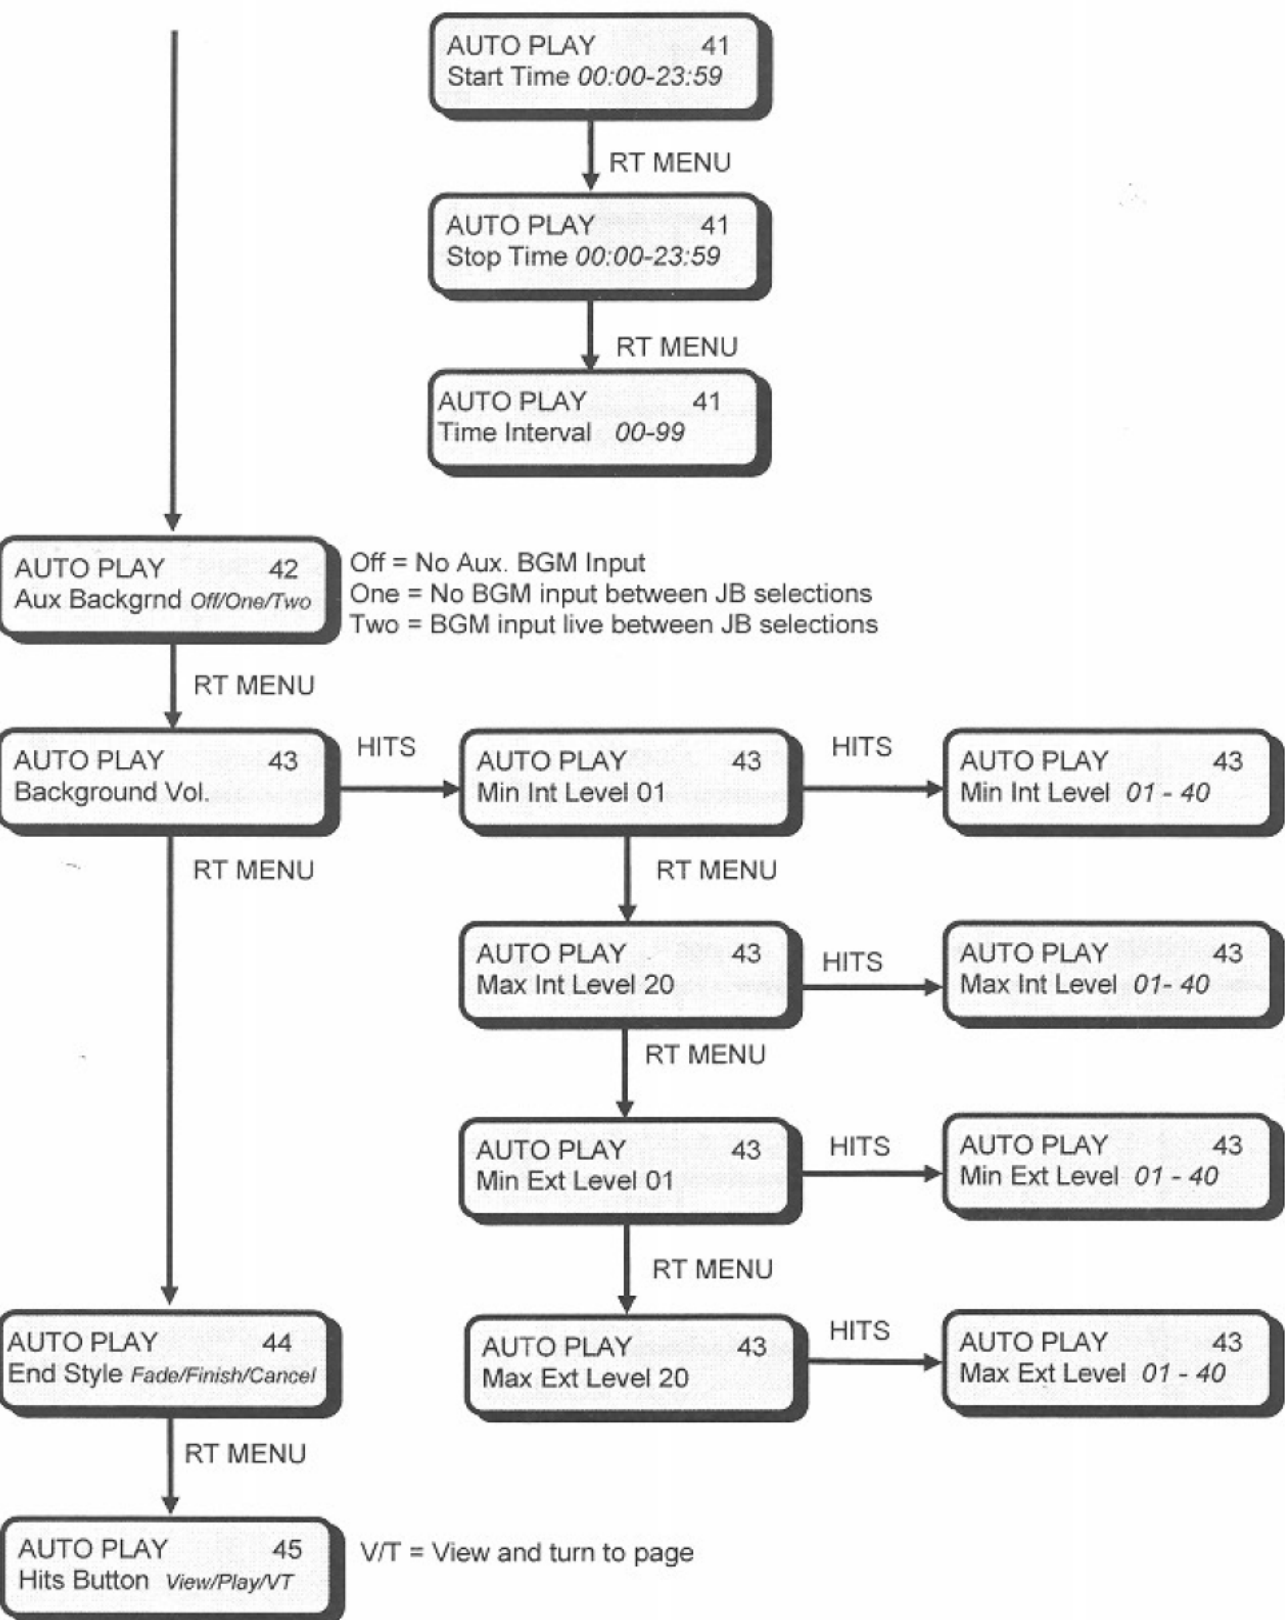 AUTO PLAY 41
Start Time 00:00-23:59
RT MENU
AUTO PLAY 41
Stop Time 00:00-23:59
RT MENU
AUTO PLAY 41
Time Interval 00-99
AUTO PLAY 42
Aux Backgrnd Off/One/Two
Off = No Aux. BGM Input
One = No BGM input between JB selections
Two = BGM input live between JB selections
RT MENU
AUTO PLAY 43
Background Vol.
HITS
AUTO PLAY 43
Min Int Level 01
HITS
AUTO PLAY 43
Min Int Level 01 - 40
RT MENU
RT MENU
AUTO PLAY 43
Max Int Level 20
HITS
AUTO PLAY 43
Max Int Level 01- 40
RT MENU
AUTO PLAY 43
Min Ext Level 01
HITS
AUTO PLAY 43
Min Ext Level 01 - 40
RT MENU
AUTO PLAY 44
End Style Fade/Finish/Cancel
AUTO PLAY 43
Max Ext Level 20
HITS
AUTO PLAY 43
Max Ext Level 01 - 40
RT MENU
AUTO PLAY 45
Hits Button View/Play/VT
V/T = View and turn to page